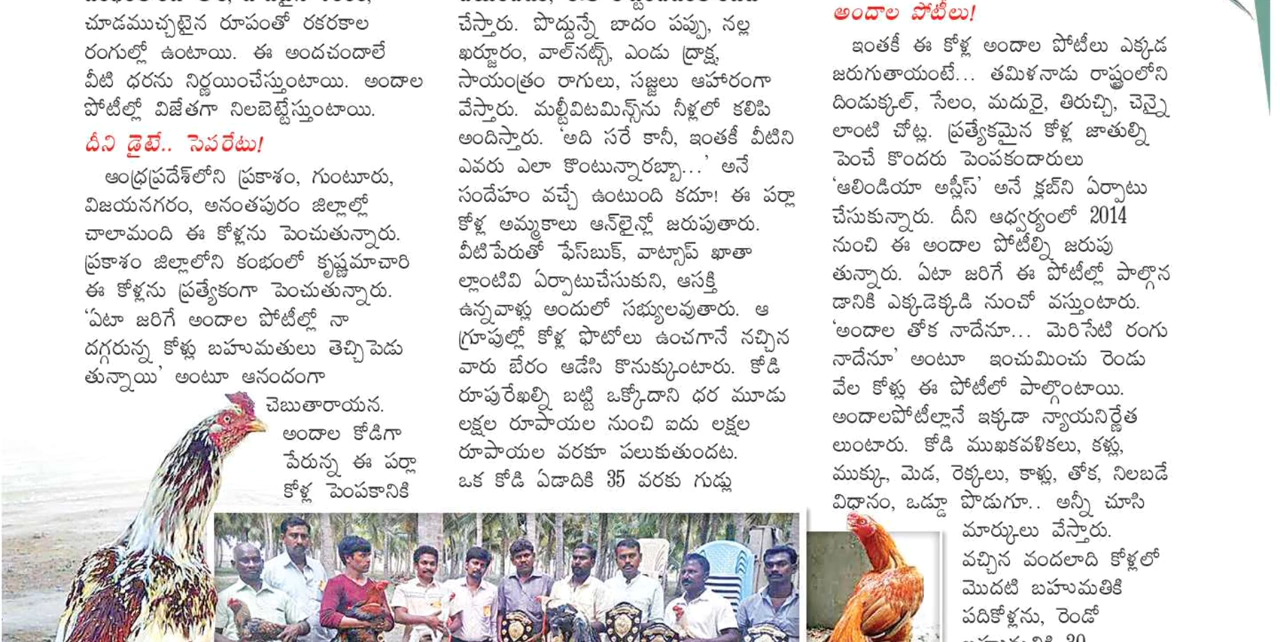 చూడముచ్చటైన రూపంతో రకరకాల
రంగుల్లో ఉంటాయి. ఈ అందచందాలే
వీటి ధరను నిర్ణయించేస్తుంటాయి. అందాల
పోటీల్లో విజేతగా నిలబెట్టేస్తుంటాయి.
దీని డైటే.. సెపరేటు!
ఆంధ్రప్రదేశ్‌లోని ప్రకాశం, గుంటూరు,
విజయనగరం, అనంతపురం జిల్లాల్లో
చాలామంది ఈ కోళ్లను పెంచుతున్నారు.
ప్రకాశం జిల్లాలోని కంభంలో కృష్ణమాచారి
ఈ కోళ్లను ప్రత్యేకంగా పెంచుతున్నారు.
‘ఏటా జరిగే అందాల పోటీల్లో నా
దగ్గరున్న కోళ్లు బహుమతులు తెచ్చిపెడు
తున్నాయి’ అంటూ ఆనందంగా
చెబుతారాయన.
అందాల కోడిగా
పేరున్న ఈ పర్లా
కోళ్ల పెంపకానికి
చేస్తారు. పొద్దున్నే బాదం పప్పు, నల్ల
ఖర్జూరం, వాల్‌నట్స్, ఎండు ద్రాక్ష,
సాయంత్రం రాగులు, సజ్జలు ఆహారంగా
వేస్తారు. మల్టీవిటమిన్స్‌ను నీళ్లలో కలిపి
అందిస్తారు. ‘అది సరే కానీ, ఇంతకీ వీటిని
ఎవరు ఎలా కొంటున్నారబ్బా...’ అనే
సందేహం వచ్చే ఉంటుంది కదూ! ఈ పర్లా
కోళ్ల అమ్మకాలు ఆన్‌లైన్లో జరుపుతారు.
వీటిపేరుతో ఫేస్‌బుక్, వాట్సాప్ ఖాతా
ల్లాంటివి ఏర్పాటుచేసుకుని, ఆసక్తి
ఉన్నవాళ్లు అందులో సభ్యులవుతారు. ఆ
గ్రూపుల్లో కోళ్ల ఫొటోలు ఉంచగానే నచ్చిన
వారు బేరం ఆడేసి కొనుక్కుంటారు. కోడి
రూపురేఖల్ని బట్టి ఒక్కోదాని ధర మూడు
లక్షల రూపాయల నుంచి ఐదు లక్షల
రూపాయల వరకూ పలుకుతుందట.
ఒక కోడి ఏడాదికి 35 వరకు గుడ్లు
అందాల పోటీలు!
ఇంతకీ ఈ కోళ్ల అందాల పోటీలు ఎక్కడ
జరుగుతాయంటే... తమిళనాడు రాష్ట్రంలోని
దిండుక్కల్, సేలం, మదురై, తిరుచ్చి, చెన్నై
లాంటి చోట్ల. ప్రత్యేకమైన కోళ్ల జాతుల్ని
పెంచే కొందరు పెంపకందారులు
‘ఆలిండియా అస్లీస్’ అనే క్లబ్‌ని ఏర్పాటు
చేసుకున్నారు. దీని ఆధ్వర్యంలో 2014
నుంచి ఈ అందాల పోటీల్ని జరుపు
తున్నారు. ఏటా జరిగే ఈ పోటీల్లో పాల్గొన
డానికి ఎక్కడెక్కడి నుంచో వస్తుంటారు.
‘అందాల తోక నాదేనూ... మెరిసేటి రంగు
నాదేనూ’ అంటూ ఇంచుమించు రెండు
వేల కోళ్లు ఈ పోటీలో పాల్గొంటాయి.
అందాలపోటీల్లానే ఇక్కడా న్యాయనిర్ణేత
లుంటారు. కోడి ముఖకవళికలు, కళ్లు,
ముక్కు, మెడ, రెక్కలు, కాళ్లు, తోక, నిలబడే
విధానం, ఒడ్డూ పొడుగూ.. అన్నీ చూసి
మార్కులు వేస్తారు.
వచ్చిన వందలాది కోళ్లలో
మొదటి బహుమతికి
పదికోళ్లను, రెండో